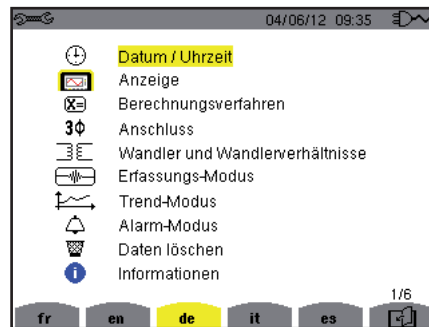 04/06/12 09:35
Datum / Uhrzeit
Anzeige
X= Berechnungsverfahren
3ϕ Anschluss
Wandler und Wandlerverhältnisse
Erfassungs-Modus
Trend-Modus
Alarm-Modus
Daten löschen
i Informationen
1/6
fr en de it es